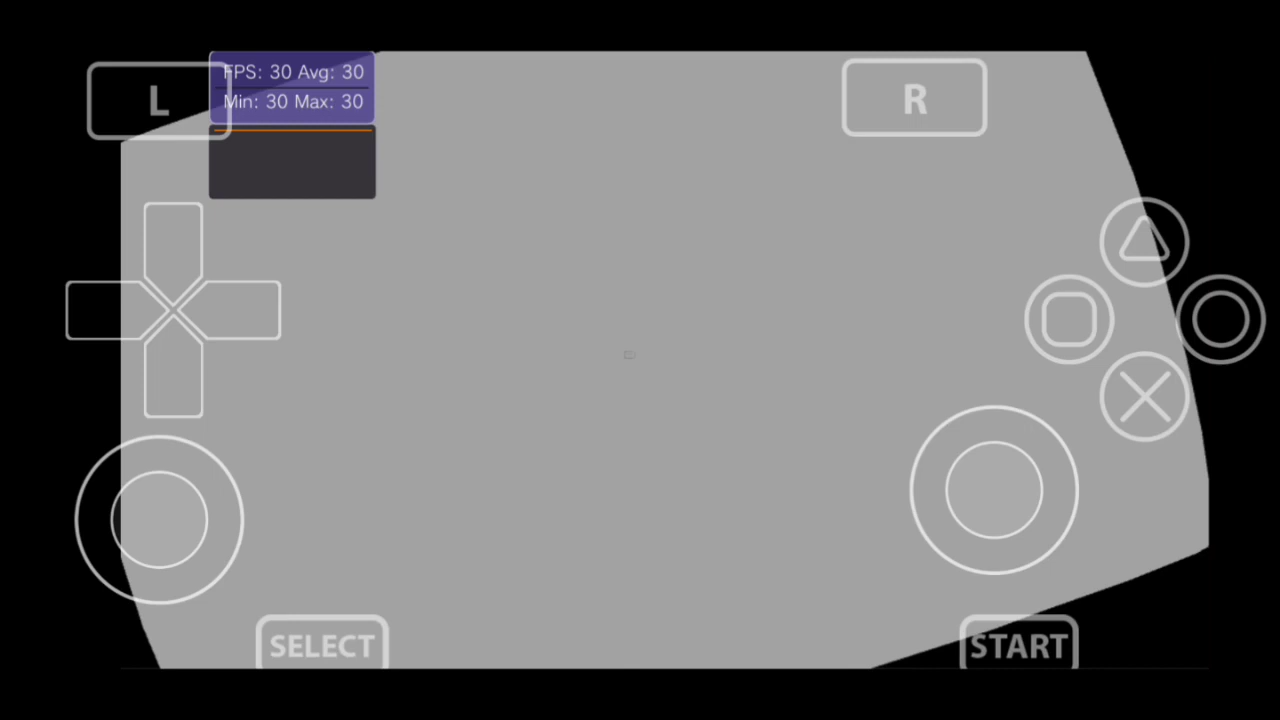 FPS: 30 Avg: 30
Min: 30 Max: 30
L
R
SELECT
START